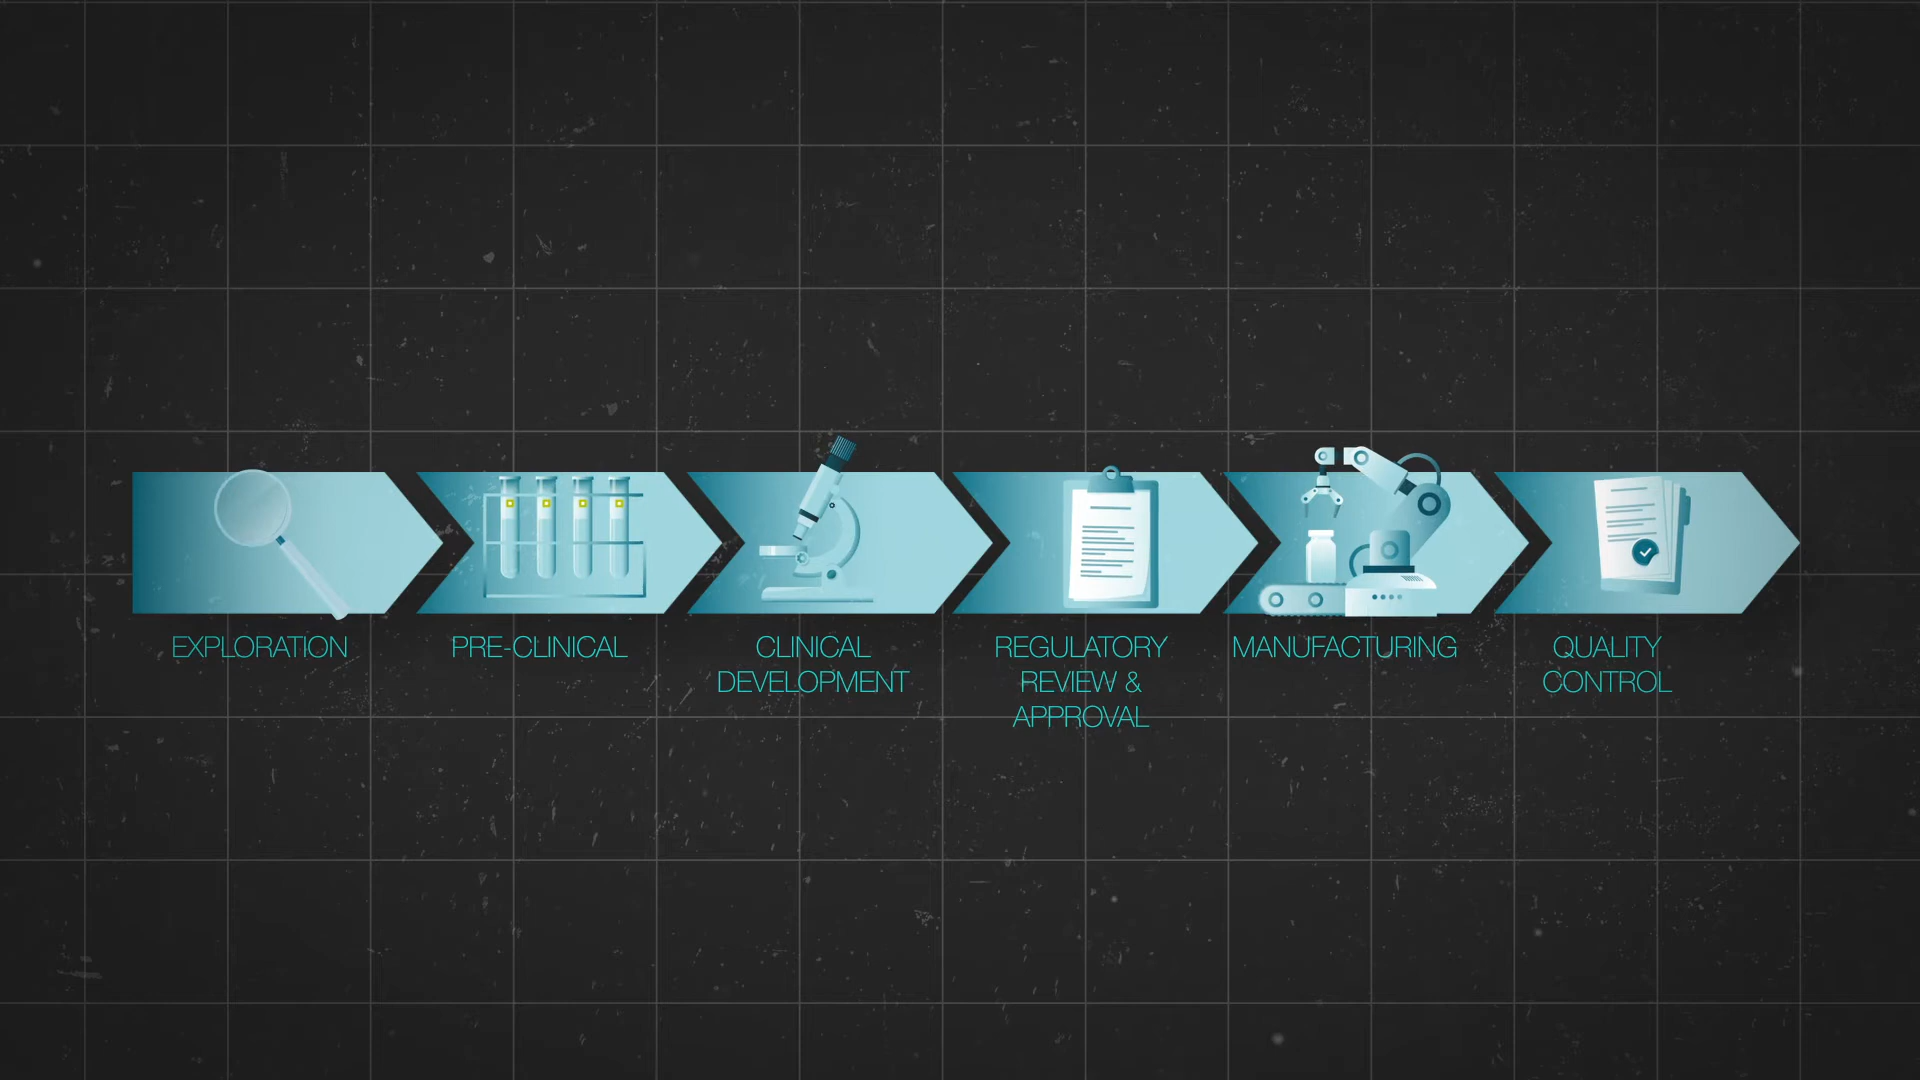 EXPLORATION
PRE-CLINICAL
CLINICAL
DEVELOPMENT
REGULATORY
REVIEW &
APPROVAL
MANUFACTURING
QUALITY
CONTROL